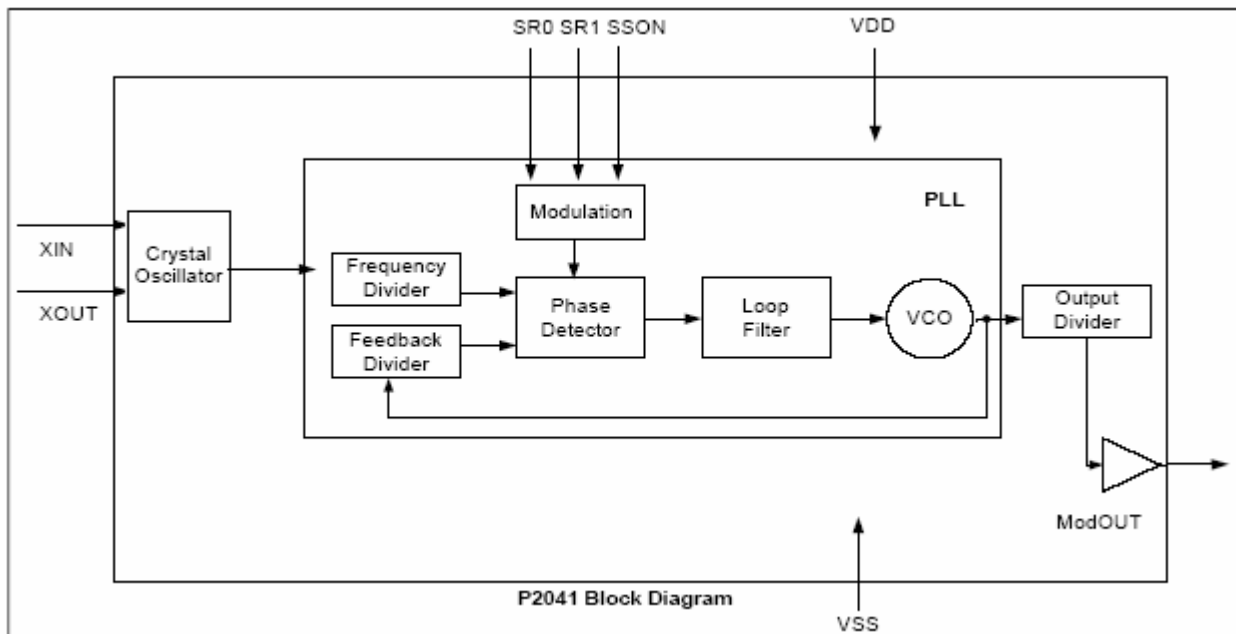 SR0 SR1 SSON
VDD
Modulation
PLL
XIN
Crystal
Oscillator
XOUT
Frequency
Divider
Feedback
Divider
Phase
Detector
Loop
Filter
VCO
Output
Divider
ModOUT
P2041 Block Diagram
VSS